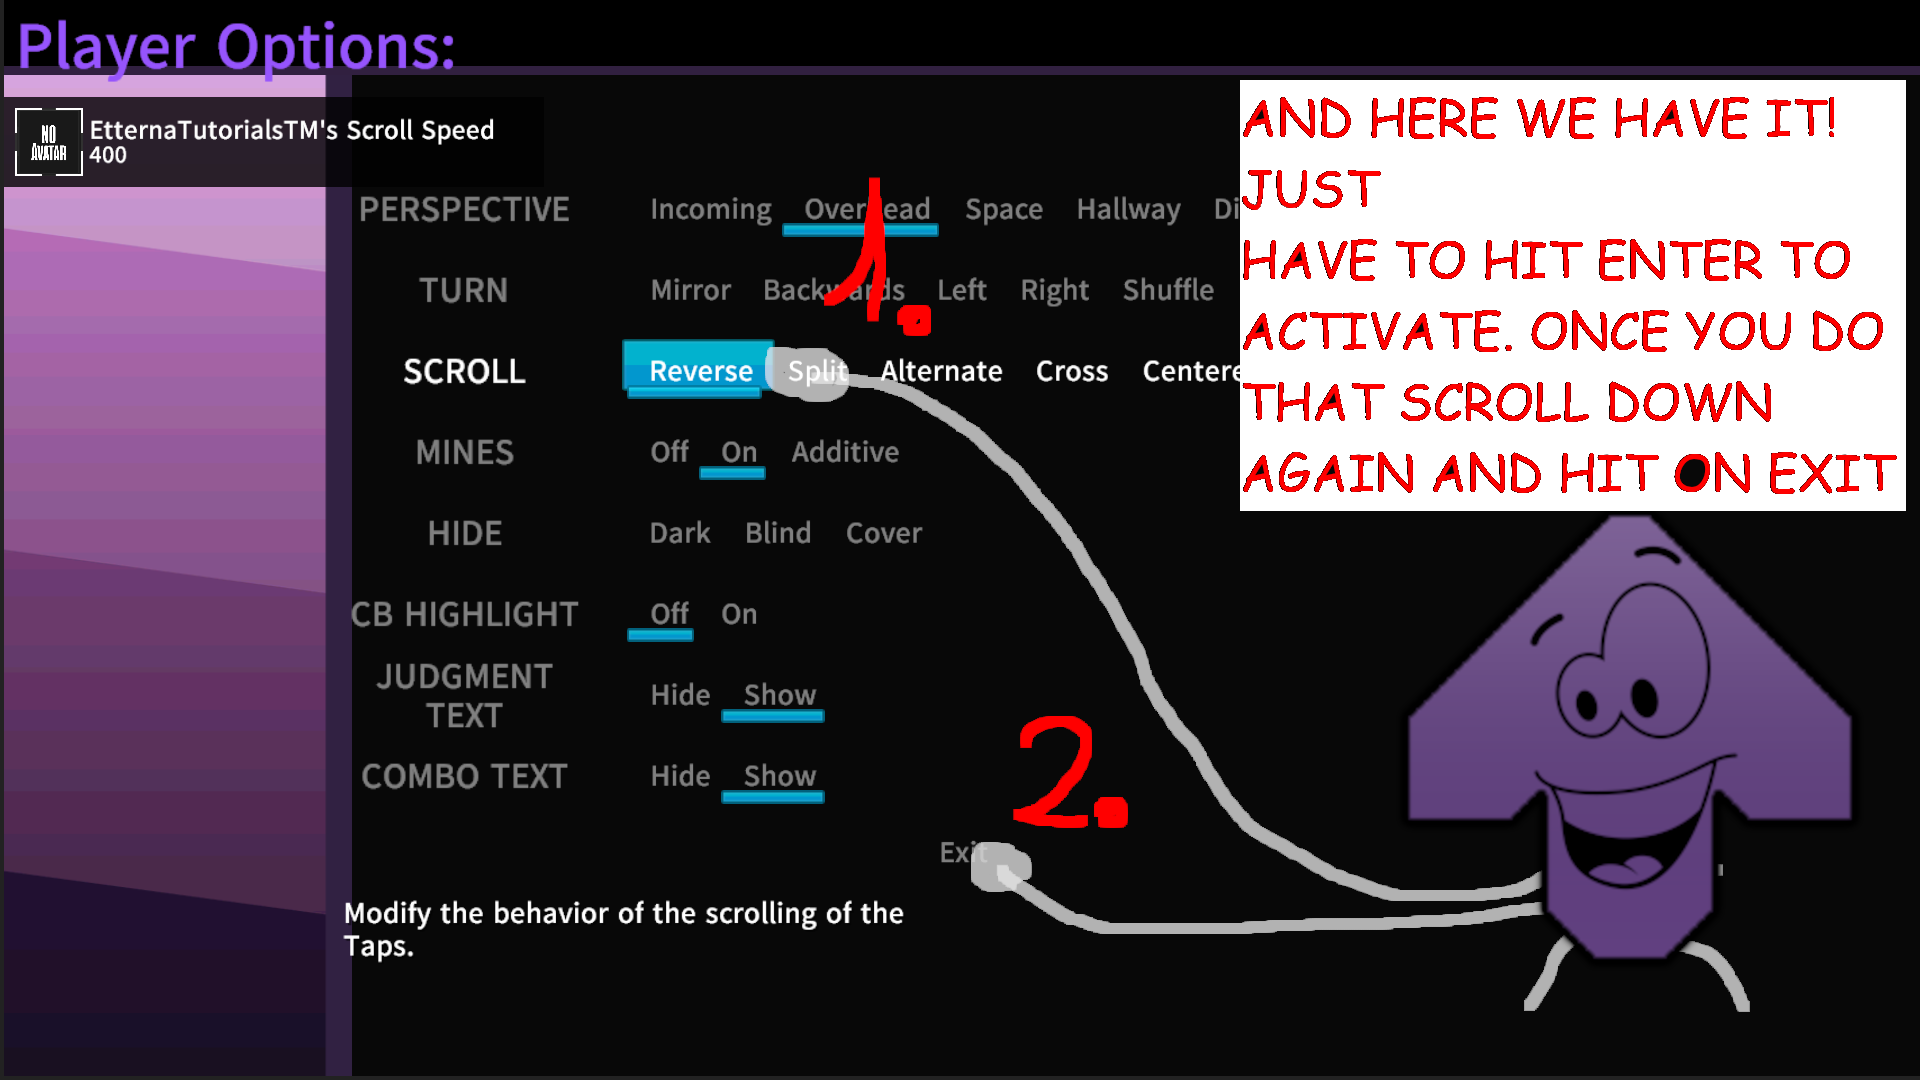 Player Options:
NO
AVATAR
EtternaTutorialsTM's Scroll Speed
400
AND HERE WE HAVE IT!
JUST
HAVE TO HIT ENTER TO
ACTIVATE. ONCE YOU DO
THAT SCROLL DOWN
AGAIN AND HIT ON EXIT
1.
PERSPECTIVE Incoming Overhead Space Hallway Di
TURN Mirror Backwards Left Right Shuffle
SCROLL Reverse Split Alternate Cross Centere
MINES Off On Additive
HIDE Dark Blind Cover
CB HIGHLIGHT Off On
JUDGMENT
TEXT Hide Show
COMBO TEXT Hide Show
2.
Exit
Modify the behavior of the scrolling of the
Taps.